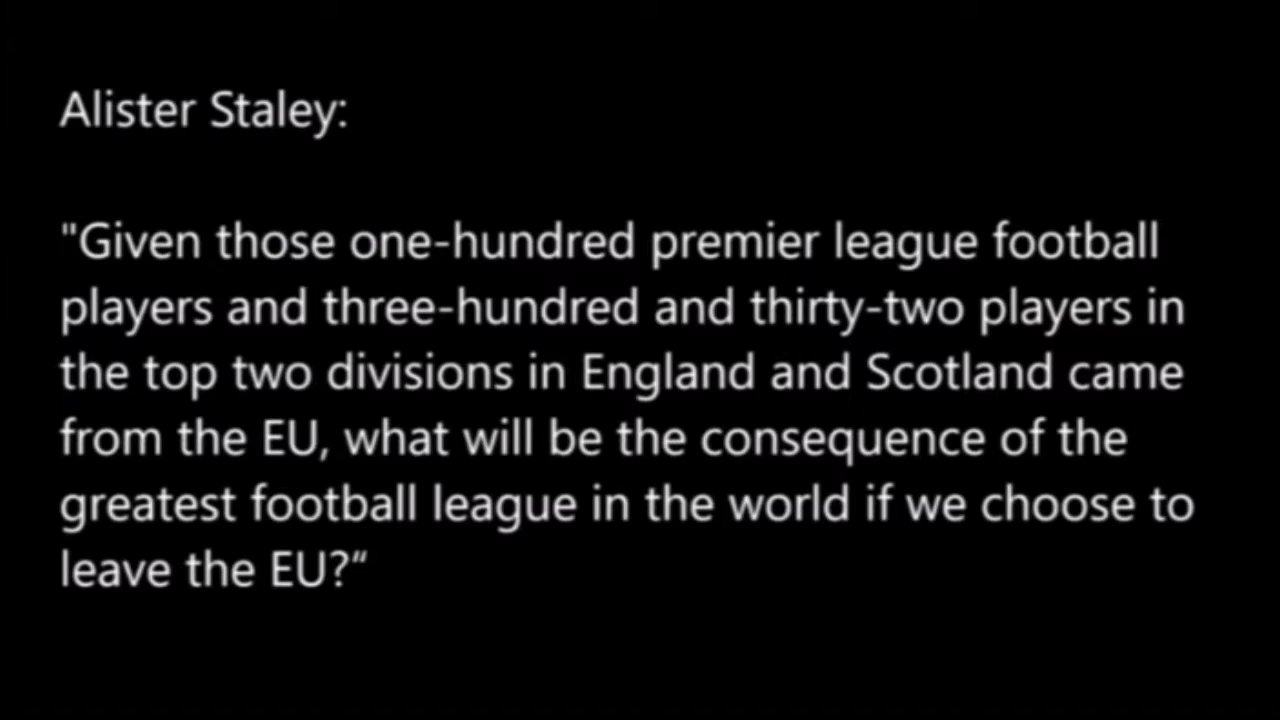 Alister Staley:
"Given those one-hundred premier league football
players and three-hundred and thirty-two players in
the top two divisions in England and Scotland came
from the EU, what will be the consequence of the
greatest football league in the world if we choose to
leave the EU?“